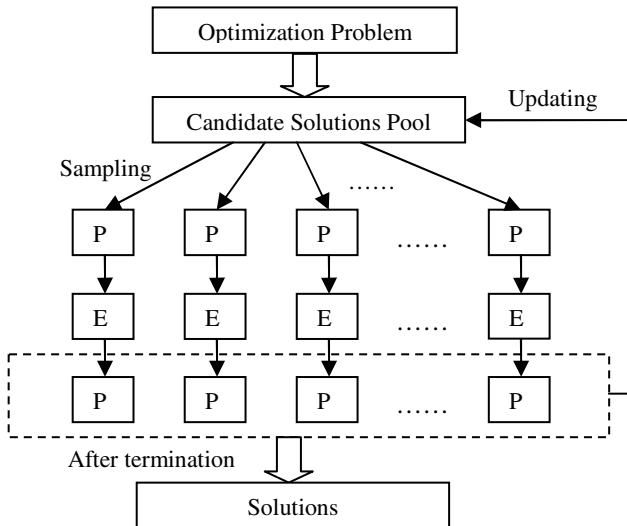 Optimization Problem
Updating
Candidate Solutions Pool
Sampling
......
P P P ...... P
E E E ...... E
P P P ...... P
After termination
Solutions